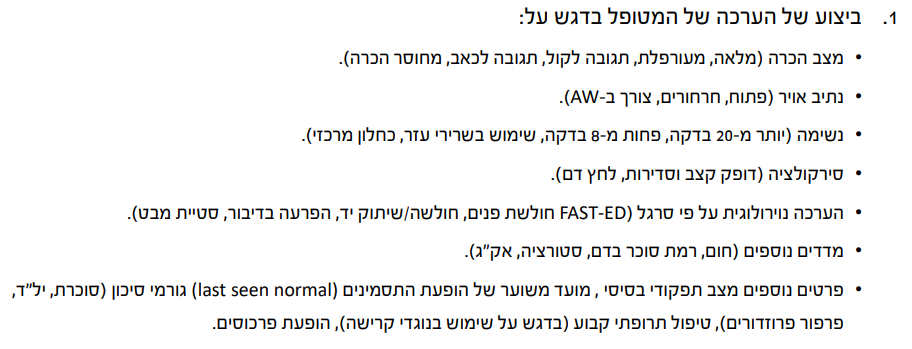 1. ביצוע של הערכה של המטופל בדגש על:
• מצב הכרה (מלאה, מעורפלת, תגובה לקול, תגובה לכאב, מחוסר הכרה).
• נתיב אויר (פתוח, חרחורים, צורך ב-AW).
• נשימה (יותר מ-20 בדקה, פחות מ-8 בדקה, שימוש בשרירי עזר, כחלון מרכזי).
• סירקולציה (דופק קצב וסדירות, לחץ דם).
• הערכה נוירולוגית על פי סרגל (FAST-ED חולשת פנים, חולשה/שיתוק יד, הפרעה בדיבור, סטיית מבט).
• מדדים נוספים (חום, רמת סוכר בדם, סטורציה, אק"ג).
• פרטים נוספים מצב תפקודי בסיסי , מועד משוער של הופעת התסמינים (last seen normal) גורמי סיכון (סוכרת, יל"ד,
פרפור פרוזדורים), טיפול תרופתי קבוע (בדגש על שימוש בנוגדי קרישה), הופעת פרכוסים.